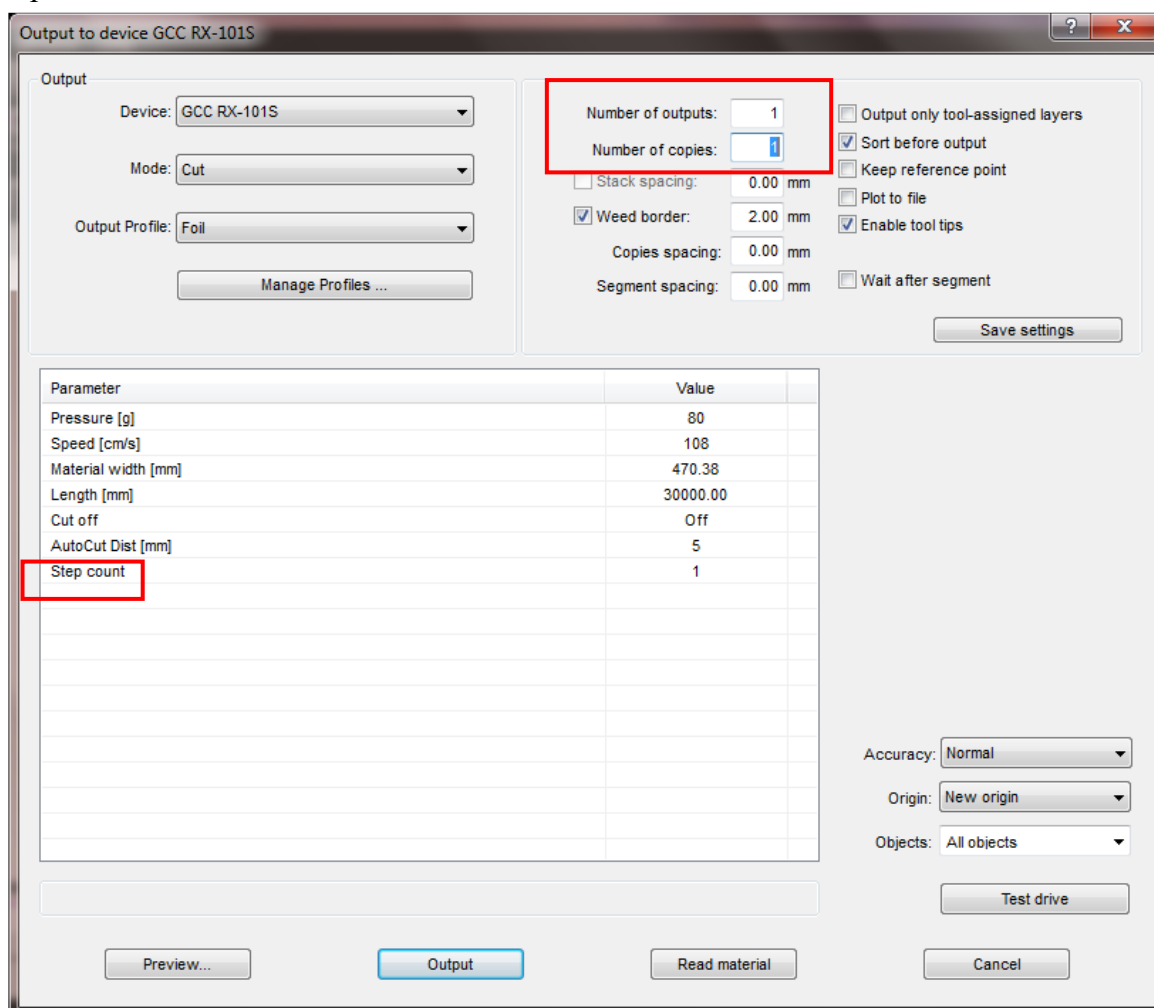 Output to device GCC RX-101S
Output
Device: GCC RX-101S
Mode: Cut
Output Profile: Foil
Manage Profiles ...
Number of outputs: 1
Number of copies: 1
Stack spacing: 0.00 mm
Weed border: 2.00 mm
Copies spacing: 0.00 mm
Segment spacing: 0.00 mm
Output only tool-assigned layers
Sort before output
Keep reference point
Plot to file
Enable tool tips
Wait after segment
Save settings
Parameter Value
Pressure [g] 80
Speed [cm/s] 108
Material width [mm] 470.38
Length [mm] 30000.00
Cut off Off
AutoCut Dist [mm] 5
Step count 1
Accuracy: Normal
Origin: New origin
Objects: All objects
Test drive
Preview... Output Read material Cancel